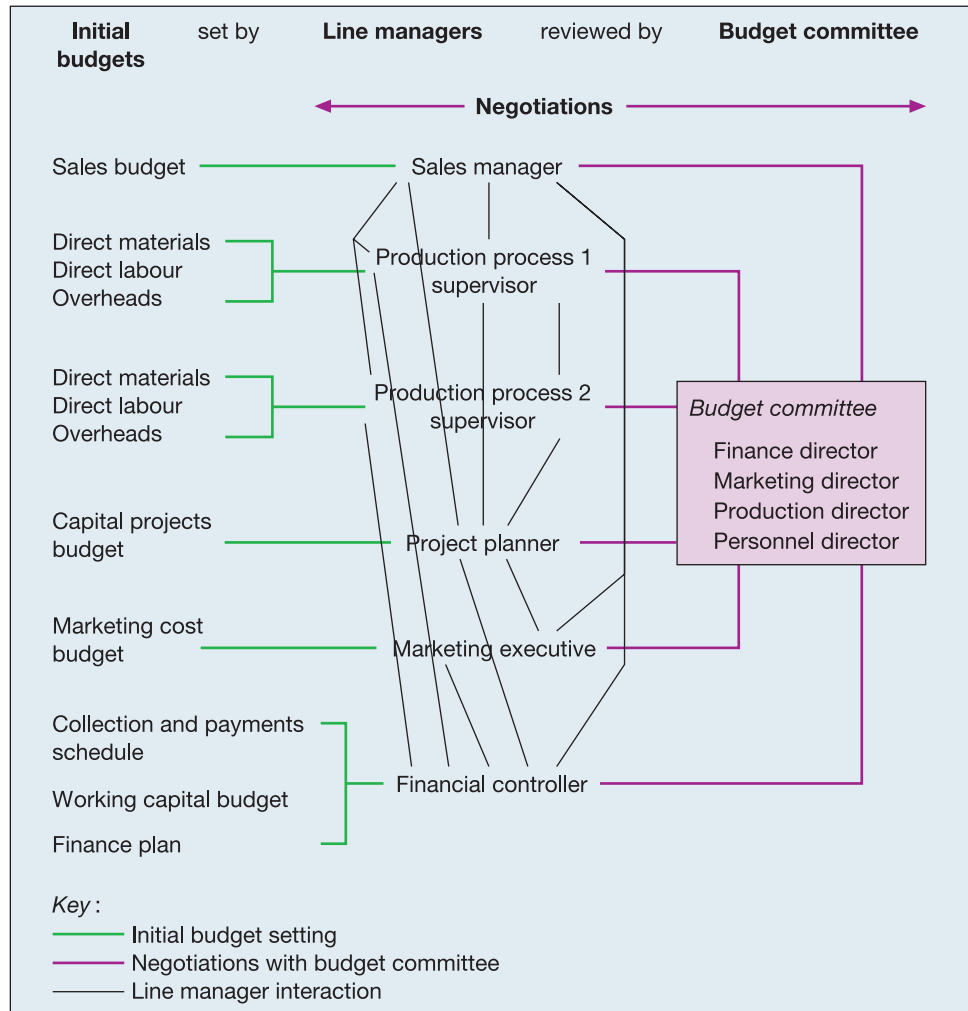 Initial budgets set by Line managers reviewed by Budget committee
Negotiations
Sales budget
Sales manager
Direct materials
Direct labour
Overheads
Production process 1
supervisor
Direct materials
Direct labour
Overheads
Production process 2
supervisor
Budget committee
Finance director
Marketing director
Production director
Personnel director
Capital projects
budget
Project planner
Marketing cost
budget
Marketing executive
Collection and payments
schedule
Working capital budget
Finance plan
Financial controller
Key :
Initial budget setting
Negotiations with budget committee
Line manager interaction